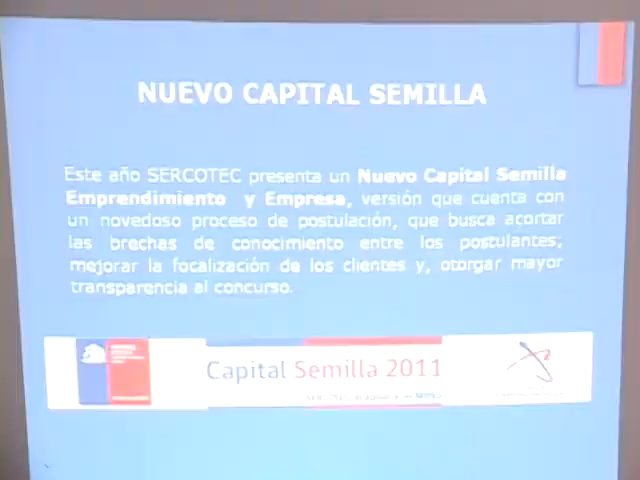 NUEVO CAPITAL SEMILLA
Este año SERCOTEC presenta un Nuevo Capital Semilla
Emprendimiento y Empresa, versión que cuenta con
un novedoso proceso de postulación, que busca acortar
las brechas de conocimiento entre los postulantes,
mejorar la focalización de los clientes y, otorgar mayor
transparencia al concurso.
Capital Semilla 2011